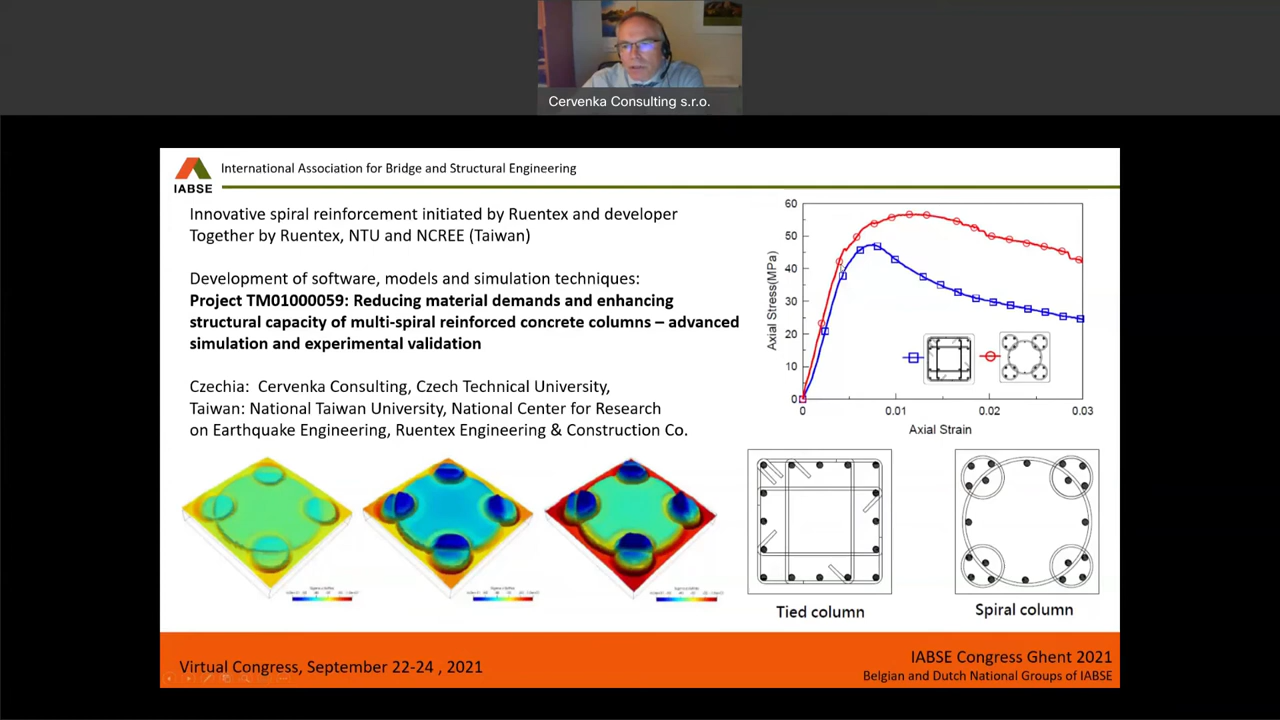 Cervenka Consulting s.r.o.
IABSE
International Association for Bridge and Structural Engineering
Innovative spiral reinforcement initiated by Ruentex and developer
Together by Ruentex, NTU and NCREE (Taiwan)
Development of software, models and simulation techniques:
Project TM01000059: Reducing material demands and enhancing
structural capacity of multi-spiral reinforced concrete columns – advanced
simulation and experimental validation
Czechia: Cervenka Consulting, Czech Technical University,
Taiwan: National Taiwan University, National Center for Research
on Earthquake Engineering, Ruentex Engineering & Construction Co.
Axial Stress(MPa)
60
50
40
30
20
10
0
0
0.01
0.02
0.03
Axial Strain
Tied column
Spiral column
Virtual Congress, September 22-24 , 2021
IABSE Congress Ghent 2021
Belgian and Dutch National Groups of IABSE